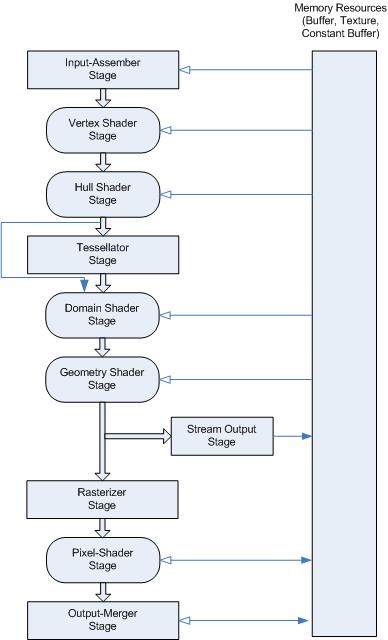 Memory Resources
(Buffer, Texture,
Constant Buffer)
Input-Assember
Stage
Vertex Shader
Stage
Hull Shader
Stage
Tessellator
Stage
Domain Shader
Stage
Geometry Shader
Stage
Stream Output
Stage
Rasterizer
Stage
Pixel-Shader
Stage
Output-Merger
Stage